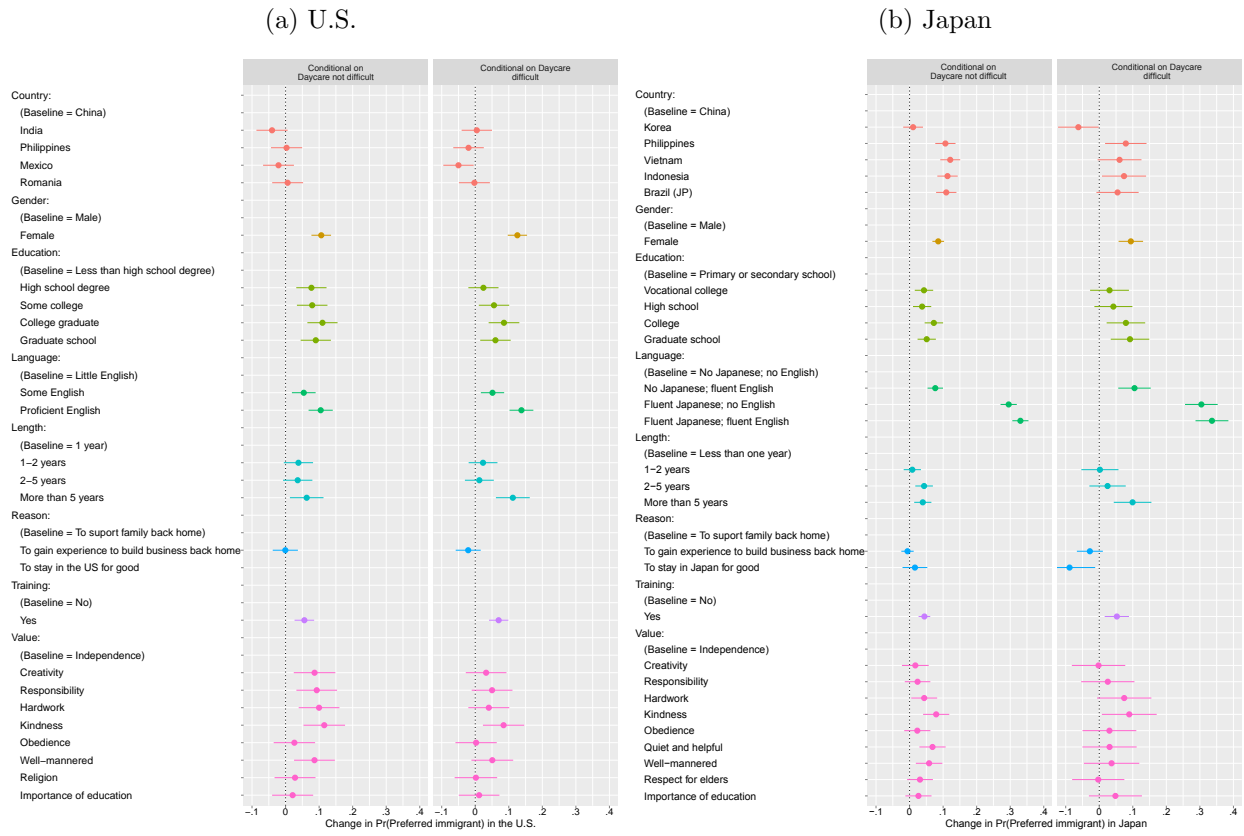 (a) U.S.
Conditional on
Daycare not difficult
Conditional on Daycare
difficult
Country:
(Baseline = China)
India
Philippines
Mexico
Romania
Gender:
(Baseline = Male)
Female
Education:
(Baseline = Less than high school degree)
High school degree
Some college
College graduate
Graduate school
Language:
(Baseline = Little English)
Some English
Proficient English
Length:
(Baseline = 1 year)
1–2 years
2–5 years
More than 5 years
Reason:
(Baseline = To suport family back home)
To gain experience to build business back home
To stay in the US for good
Training:
(Baseline = No)
Yes
Value:
(Baseline = Independence)
Creativity
Responsibility
Hardwork
Kindness
Obedience
Well–mannered
Religion
Importance of education
−.1 0 .1 .2 .3 .4 −.1 0 .1 .2 .3 .4
Change in Pr(Preferred immigrant) in the U.S.
(b) Japan
Conditional on
Daycare not difficult
Conditional on Daycare
difficult
Country:
(Baseline = China)
Korea
Philippines
Vietnam
Indonesia
Brazil (JP)
Gender:
(Baseline = Male)
Female
Education:
(Baseline = Primary or secondary school)
Vocational college
High school
College
Graduate school
Language:
(Baseline = No Japanese; no English)
No Japanese; fluent English
Fluent Japanese; no English
Fluent Japanese; fluent English
Length:
(Baseline = Less than one year)
1−2 years
2−5 years
More than 5 years
Reason:
(Baseline = To suport family back home)
To gain experience to build business back home
To stay in Japan for good
Training:
(Baseline = No)
Yes
Value:
(Baseline = Independence)
Creativity
Responsibility
Hardwork
Kindness
Obedience
Quiet and helpful
Well−mannered
Respect for elders
Importance of education
−.1 0 .1 .2 .3 .4 −.1 0 .1 .2 .3 .4
Change in Pr(Preferred immigrant) Japan